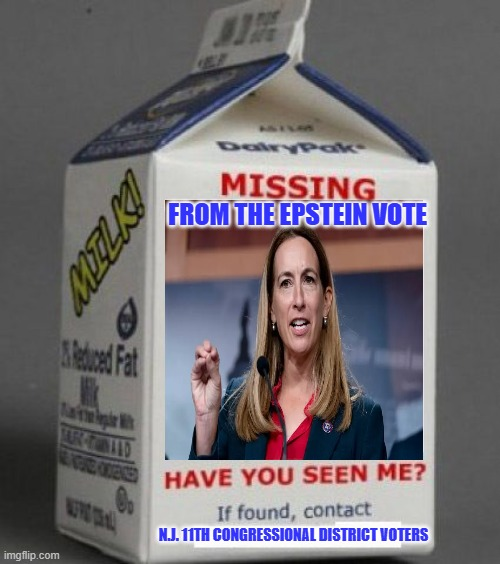 DairyPak
MISSING
FROM THE EPSTEIN VOTE
MILK!
2% Reduced Fat
Milk
HAVE YOU SEEN ME?
If found, contact
N.J. 11TH CONGRESSIONAL DISTRICT VOTERS
imgflip.com